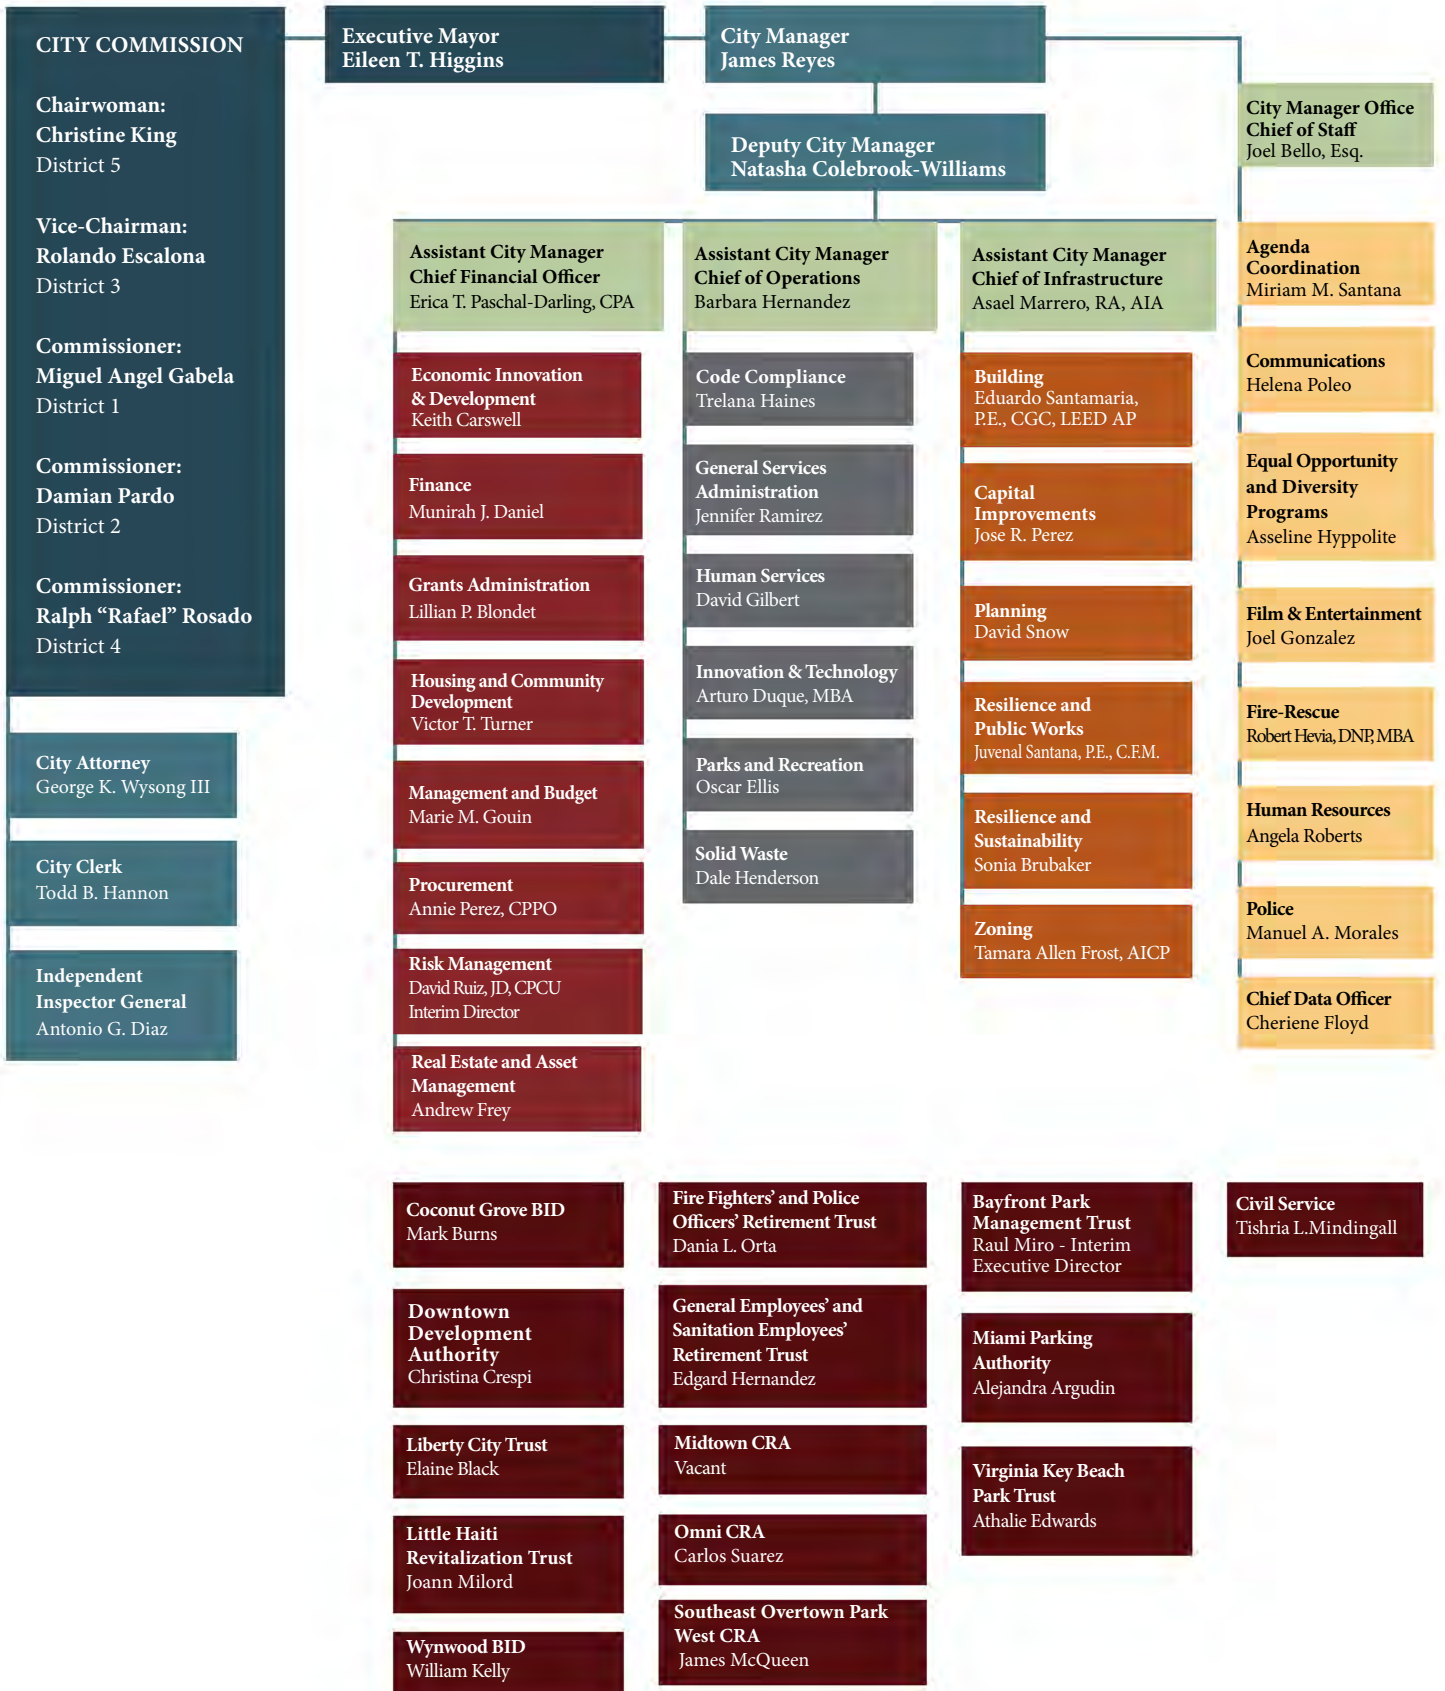 CITY COMMISSION
Chairwoman:
Christine King
District 5
Vice-Chairman:
Rolando Escalona
District 3
Commissioner:
Miguel Angel Gabela
District 1
Commissioner:
Damian Pardo
District 2
Commissioner:
Ralph “Rafael” Rosado
District 4
City Attorney
George K. Wysong III
City Clerk
Todd B. Hannon
Independent
Inspector General
Antonio G. Diaz
Executive Mayor
Eileen T. Higgins
City Manager
James Reyes
Deputy City Manager
Natasha Colebrook-Williams
Assistant City Manager
Chief Financial Officer
Erica T. Paschal-Darling, CPA
Economic Innovation
& Development
Keith Carswell
Finance
Munirah J. Daniel
Grants Administration
Lillian P. Blondet
Housing and Community
Development
Victor T. Turner
Management and Budget
Marie M. Gouin
Procurement
Annie Perez, CPPO
Risk Management
David Ruiz, JD, CPCU
Interim Director
Real Estate and Asset
Management
Andrew Frey
Assistant City Manager
Chief of Operations
Barbara Hernandez
Code Compliance
Trelana Haines
General Services
Administration
Jennifer Ramirez
Human Services
David Gilbert
Innovation & Technology
Arturo Duque, MBA
Parks and Recreation
Oscar Ellis
Solid Waste
Dale Henderson
Assistant City Manager
Chief of Infrastructure
Asael Marrero, RA, AIA
Building
Eduardo Santamaria,
P.E., CGC, LEED AP
Capital
Improvements
Jose R. Perez
Planning
David Snow
Resilience and
Public Works
Juvenal Santana, P.E., C.F.M.
Resilience and
Sustainability
Sonia Brubaker
Zoning
Tamara Allen Frost, AICP
City Manager Office
Chief of Staff
Joel Bello, Esq.
Agenda
Coordination
Miriam M. Santana
Communications
Helena Poleo
Equal Opportunity
and Diversity
Programs
Asseline Hyppolite
Film & Entertainment
Joel Gonzalez
Fire-Rescue
Robert Hevia, DNP, MBA
Human Resources
Angela Roberts
Police
Manuel A. Morales
Chief Data Officer
Cheriene Floyd
Coconut Grove BID
Mark Burns
Downtown
Development
Authority
Christina Crespi
Liberty City Trust
Elaine Black
Little Haiti
Revitalization Trust
Joann Milord
Wynwood BID
William Kelly
Fire Fighters’ and Police
Officers’ Retirement Trust
Dania L. Orta
General Employees’ and
Sanitation Employees’
Retirement Trust
Edgard Hernandez
Midtown CRA
Vacant
Omni CRA
Carlos Suarez
Southeast Overtown Park
West CRA
James McQueen
Bayfront Park
Management Trust
Raul Miro - Interim
Executive Director
Miami Parking
Authority
Alejandra Argudin
Virginia Key Beach
Park Trust
Athalie Edwards
Civil Service
Tishria L.Mindingall